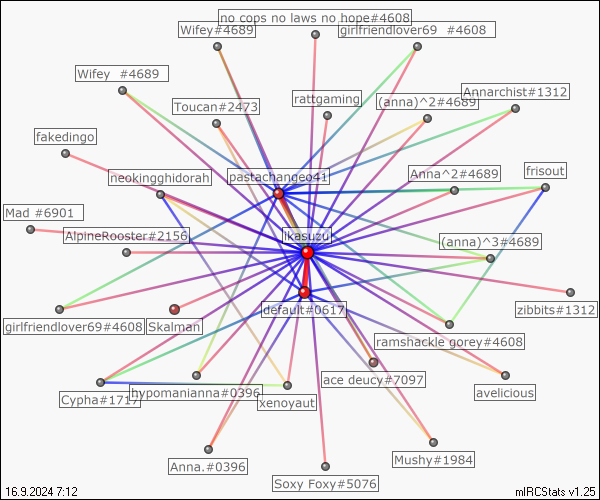 no cops no laws no hope#4608
Wifey#4689
girlfriendlover69 #4608
Wifey #4689
Annarchist#1312
Toucan#2473
rattgaming
(anna)^2#4689
fakedingo
neokingghidorah
pastachangeo41
Anna^2#4689
frisout
Mad #6901
AlpineRooster#2156
ikasuzu
(anna)^3#4689
girlfriendlover69#4608
Skalman
default#0617
zibbits#1312
ramshackle gorey#4608
Cypha#1717
hypomanianna#0396
xenoyaut
ace deucy#7097
avelicious
Anna.#0396
Soxy Foxy#5076
Mushy#1984
16.9.2024 7:12
mIRCStats v1.25